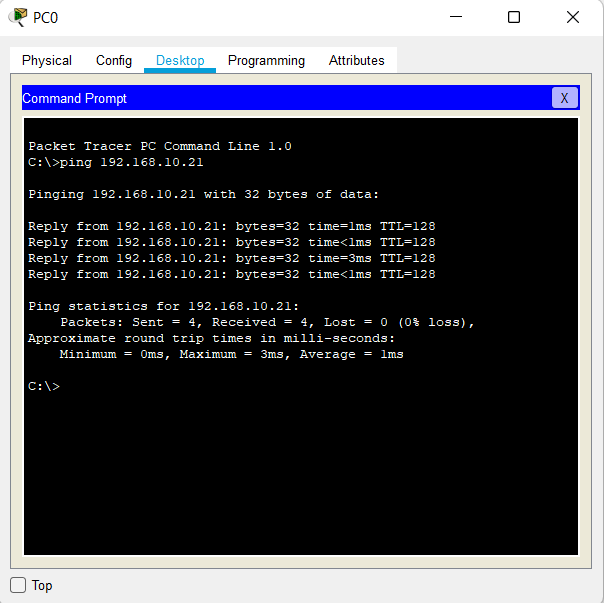 PC0
Physical Config Desktop Programming Attributes
Command Prompt X
Packet Tracer PC Command Line 1.0
C:\>ping 192.168.10.21
Pinging 192.168.10.21 with 32 bytes of data:
Reply from 192.168.10.21: bytes=32 time=1ms TTL=128
Reply from 192.168.10.21: bytes=32 time<1ms TTL=128
Reply from 192.168.10.21: bytes=32 time=3ms TTL=128
Reply from 192.168.10.21: bytes=32 time<1ms TTL=128
Ping statistics for 192.168.10.21:
Packets: Sent = 4, Received = 4, Lost = 0 (0% loss),
Approximate round trip times in milli-seconds:
Minimum = 0ms, Maximum = 3ms, Average = 1ms
C:\>
Top